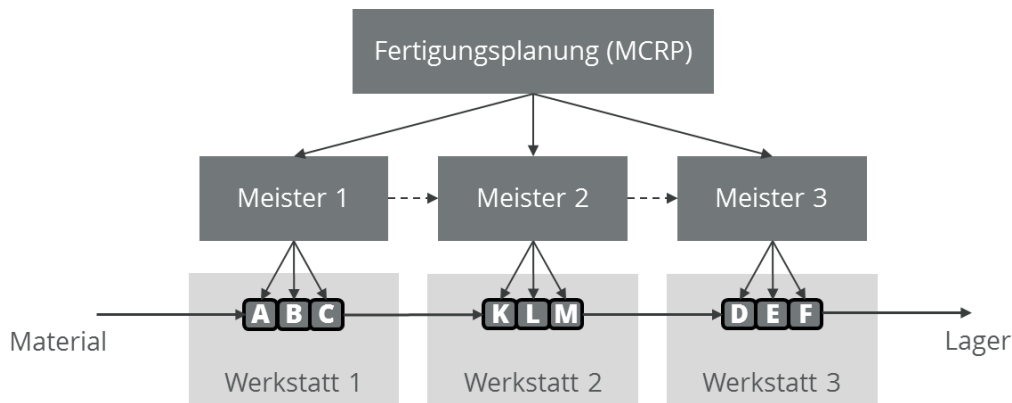 Fertigungsplanung (MCRP)
Meister 1
Meister 2
Meister 3
A B C
K L M
D E F
Material
Lager
Werkstatt 1
Werkstatt 2
Werkstatt 3